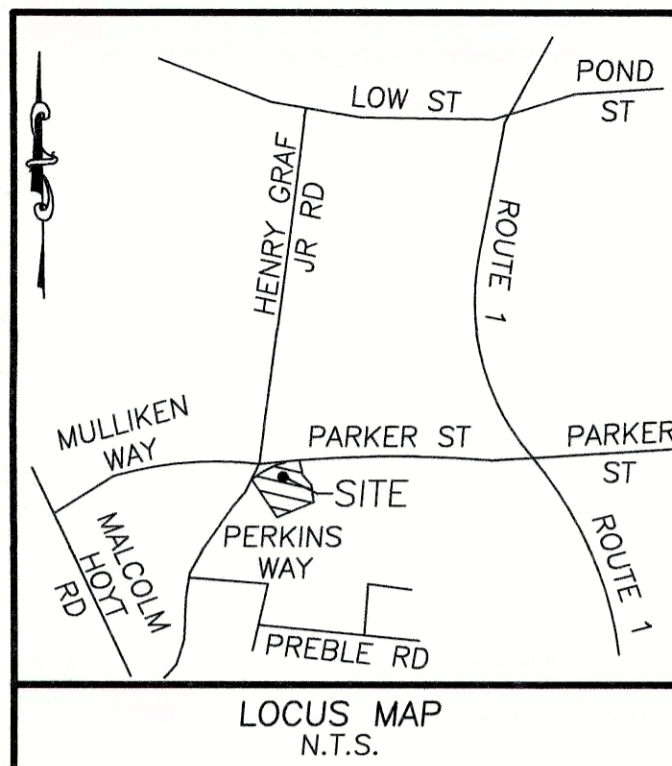 POND
ST
LOW ST
HENRY GRAF
JR RD
ROUTE 1
MULLIKEN
WAY
PARKER ST
PARKER
ST
SITE
PERKINS
WAY
MALCOLM
HOYT
RD
ROUTE 1
PREBLE RD
LOCUS MAP
N.T.S.